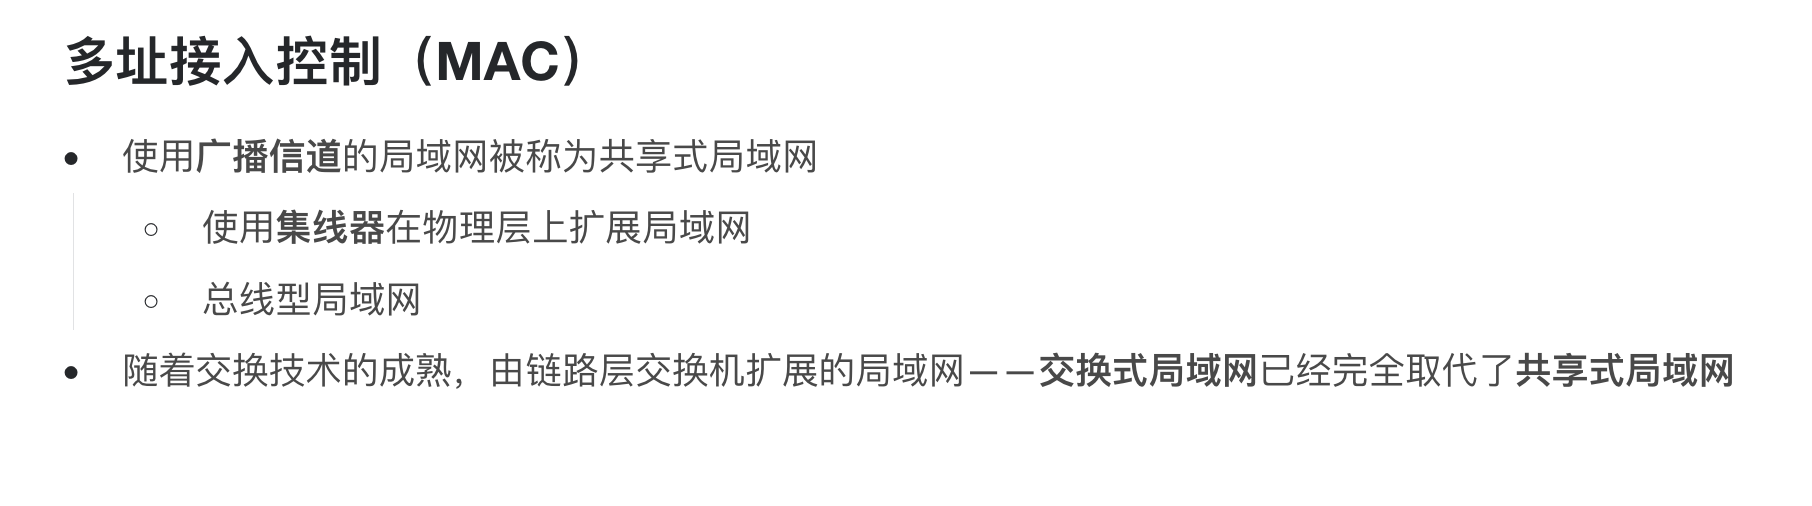 多址接入控制（MAC）
使用广播信道的局域网被称为共享式局域网
使用集线器在物理层上扩展局域网
总线型局域网
随着交换技术的成熟，由链路层交换机扩展的局域网——交换式局域网已经完全取代了共享式局域网